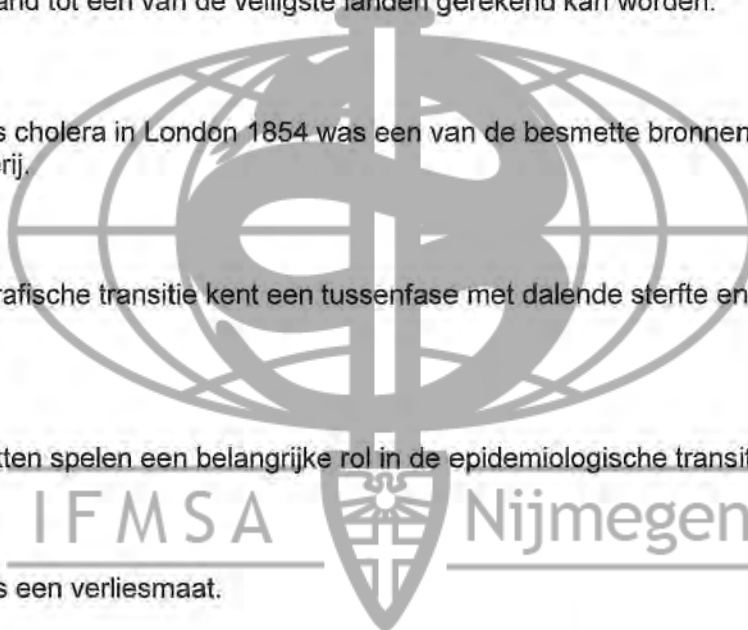 and tot een van de veiligste landen gerekend kan worden.
s cholera in London 1854 was een van de besmette bronnen
erij.
rafische transitie kent een tussenfase met dalende sterfte en
tten spelen een belangrijke rol in de epidemiologische transit
IFMSA Nijmegen
s een verliesmaat.